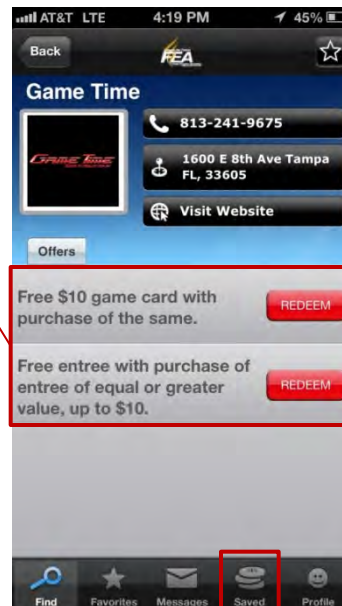 AT&T LTE 4:19 PM 45%
Back
FEA
Game Time
GAME TIME
813-241-9675
1600 E 8th Ave Tampa
FL, 33605
Visit Website
Offers
Free $10 game card with
purchase of the same.
REDEEM
Free entree with purchase of
entree of equal or greater
value, up to $10.
REDEEM
Find Favorites Messages Saved Profile